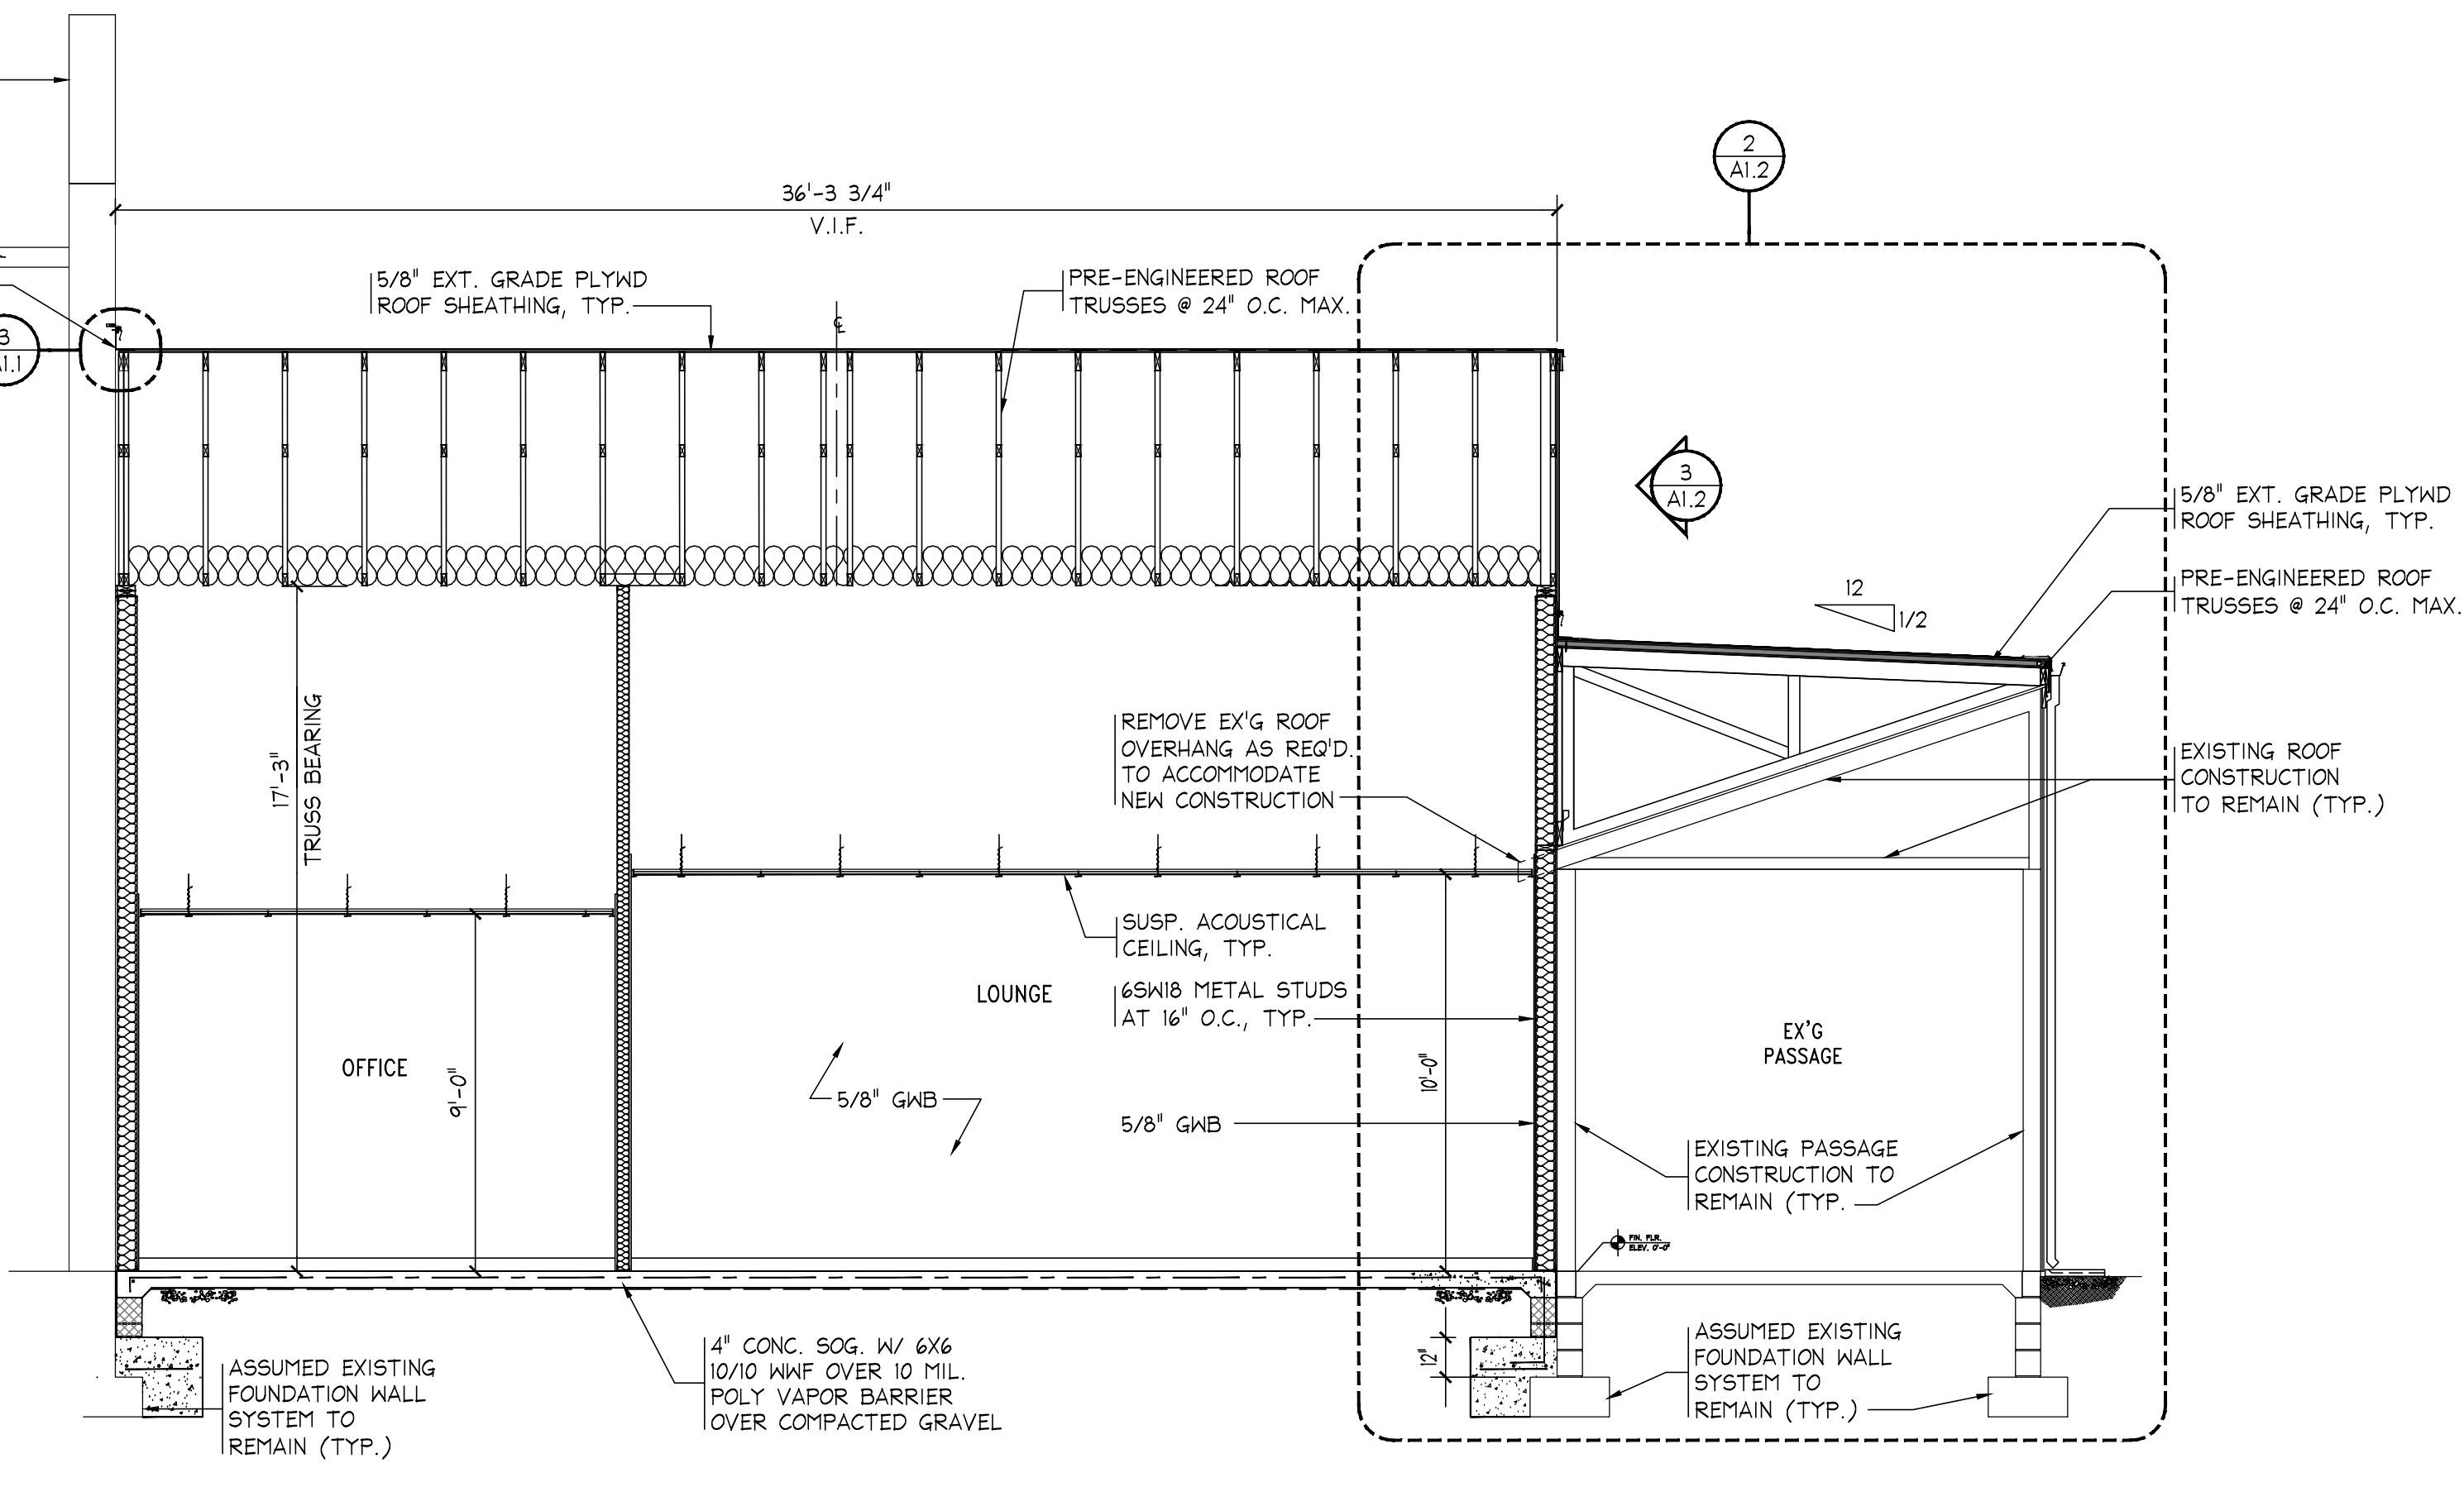 2
A1.2
36'-3 3/4"
V.I.F.
5/8" EXT. GRADE PLYWD
ROOF SHEATHING, TYP.
PRE-ENGINEERED ROOF
TRUSSES @ 24" O.C. MAX.
℄
3
A1.1
3
A1.2
5/8" EXT. GRADE PLYWD
ROOF SHEATHING, TYP.
PRE-ENGINEERED ROOF
TRUSSES @ 24" O.C. MAX.
12
1/2
17'-3"
TRUSS BEARING
REMOVE EX'G ROOF
OVERHANG AS REQ'D.
TO ACCOMMODATE
NEW CONSTRUCTION
EXISTING ROOF
CONSTRUCTION
TO REMAIN (TYP.)
SUSP. ACOUSTICAL
CEILING, TYP.
LOUNGE
6SW18 METAL STUDS
AT 16" O.C., TYP.
OFFICE
9'-0"
5/8" GWB
5/8" GWB
10'-0"
EX'G
PASSAGE
EXISTING PASSAGE
CONSTRUCTION TO
REMAIN (TYP.
FIN. FLR.
ELEV. 0'-0"
ASSUMED EXISTING
FOUNDATION WALL
SYSTEM TO
REMAIN (TYP.)
4" CONC. SOG. W/ 6X6
10/10 WWF OVER 10 MIL.
POLY VAPOR BARRIER
OVER COMPACTED GRAVEL
12"
ASSUMED EXISTING
FOUNDATION WALL
SYSTEM TO
REMAIN (TYP.)